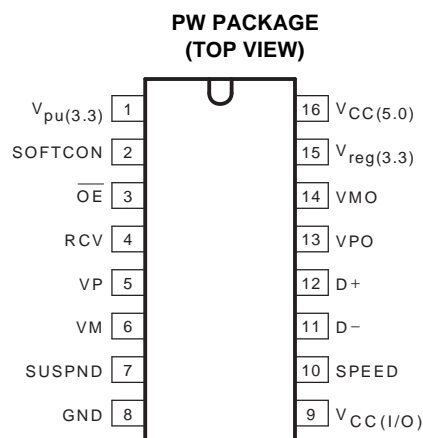 PW PACKAGE
(TOP VIEW)
Vpu(3.3) 1 16 VCC(5.0)
SOFTCON 2 15 Vreg(3.3)
O̅E̅ 3 14 VMO
RCV 4 13 VPO
VP 5 12 D+
VM 6 11 D−
SUSPND 7 10 SPEED
GND 8 9 VCC(I/O)